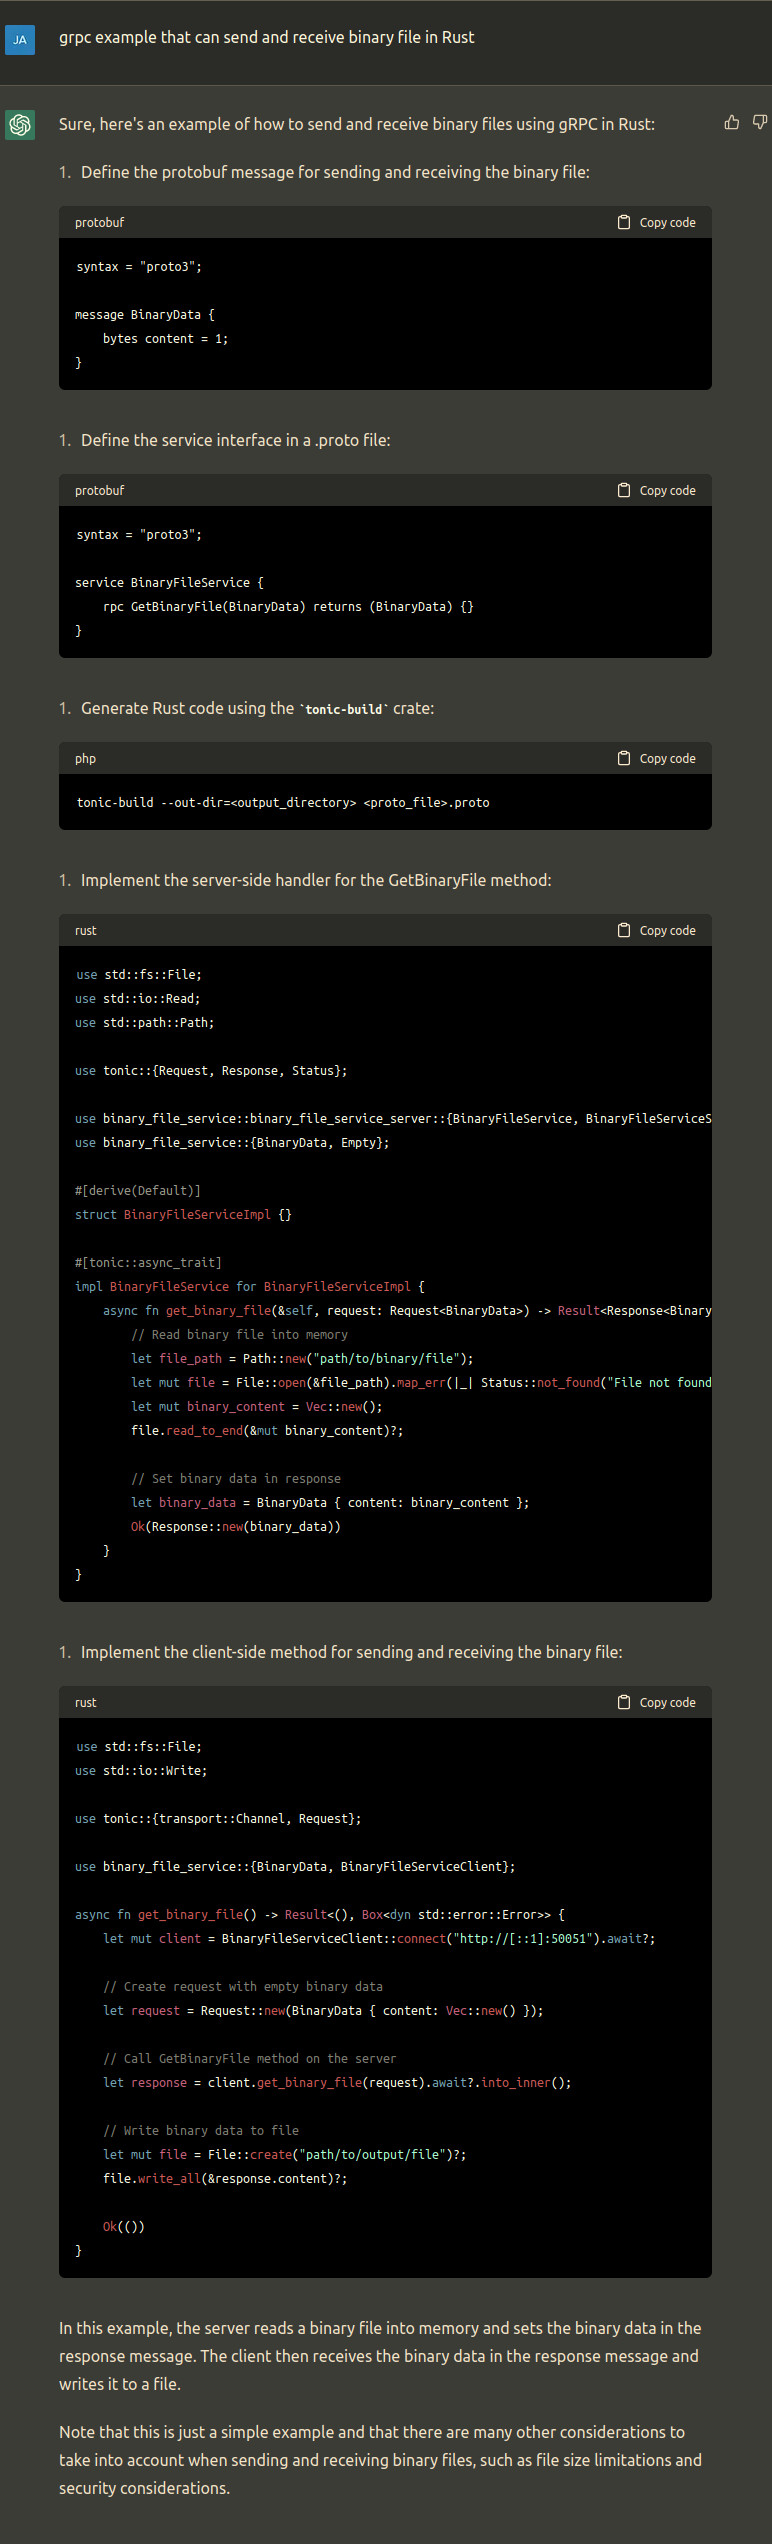 JA
grpc example that can send and receive binary file in Rust
Sure, here's an example of how to send and receive binary files using gRPC in Rust:
1. Define the protobuf message for sending and receiving the binary file:
protobuf
Copy code
syntax = "proto3";
message BinaryData {
    bytes content = 1;
}
1. Define the service interface in a .proto file:
protobuf
Copy code
syntax = "proto3";
service BinaryFileService {
    rpc GetBinaryFile(BinaryData) returns (BinaryData) {}
}
1. Generate Rust code using the `tonic-build` crate:
php
Copy code
tonic-build --out-dir=<output_directory> <proto_file>.proto
1. Implement the server-side handler for the GetBinaryFile method:
rust
Copy code
use std::fs::File;
use std::io::Read;
use std::path::Path;
use tonic::{Request, Response, Status};
use binary_file_service::binary_file_service_server::{BinaryFileService, BinaryFileServiceS
use binary_file_service::{BinaryData, Empty};
#[derive(Default)]
struct BinaryFileServiceImpl {}
#[tonic::async_trait]
impl BinaryFileService for BinaryFileServiceImpl {
    async fn get_binary_file(&self, request: Request<BinaryData>) -> Result<Response<Binary
        // Read binary file into memory
        let file_path = Path::new("path/to/binary/file");
        let mut file = File::open(&file_path).map_err(|_| Status::not_found("File not found
        let mut binary_content = Vec::new();
        file.read_to_end(&mut binary_content)?;
        // Set binary data in response
        let binary_data = BinaryData { content: binary_content };
        Ok(Response::new(binary_data))
    }
}
1. Implement the client-side method for sending and receiving the binary file:
rust
Copy code
use std::fs::File;
use std::io::Write;
use tonic::{transport::Channel, Request};
use binary_file_service::{BinaryData, BinaryFileServiceClient};
async fn get_binary_file() -> Result<(), Box<dyn std::error::Error>> {
    let mut client = BinaryFileServiceClient::connect("http://[::1]:50051").await?;
    // Create request with empty binary data
    let request = Request::new(BinaryData { content: Vec::new() });
    // Call GetBinaryFile method on the server
    let response = client.get_binary_file(request).await?.into_inner();
    // Write binary data to file
    let mut file = File::create("path/to/output/file")?;
    file.write_all(&response.content)?;
    Ok(())
}
In this example, the server reads a binary file into memory and sets the binary data in the
response message. The client then receives the binary data in the response message and
writes it to a file.
Note that this is just a simple example and that there are many other considerations to
take into account when sending and receiving binary files, such as file size limitations and
security considerations.